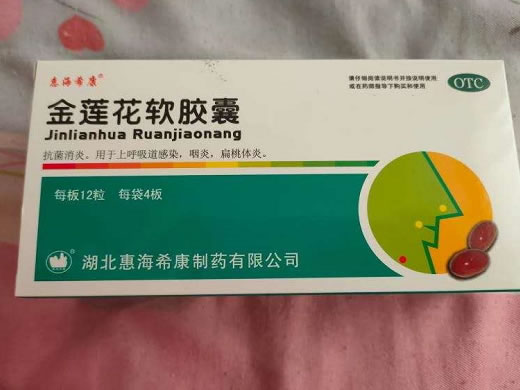 惠海希康®
请仔细阅读说明书并按说明使用
或在药师指导下购买和使用
OTC
金莲花软胶囊
Jinlianhua Ruanjiaonang
抗菌消炎。用于上呼吸道感染，咽炎，扁桃体炎。
每板12粒 每袋4板
湖北惠海希康制药有限公司